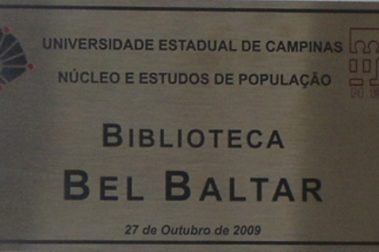 UNIVERSIDADE ESTADUAL DE CAMPINAS
NÚCLEO E ESTUDOS DE POPULAÇÃO
BIBLIOTECA
BEL BALTAR
27 de Outubro de 2009